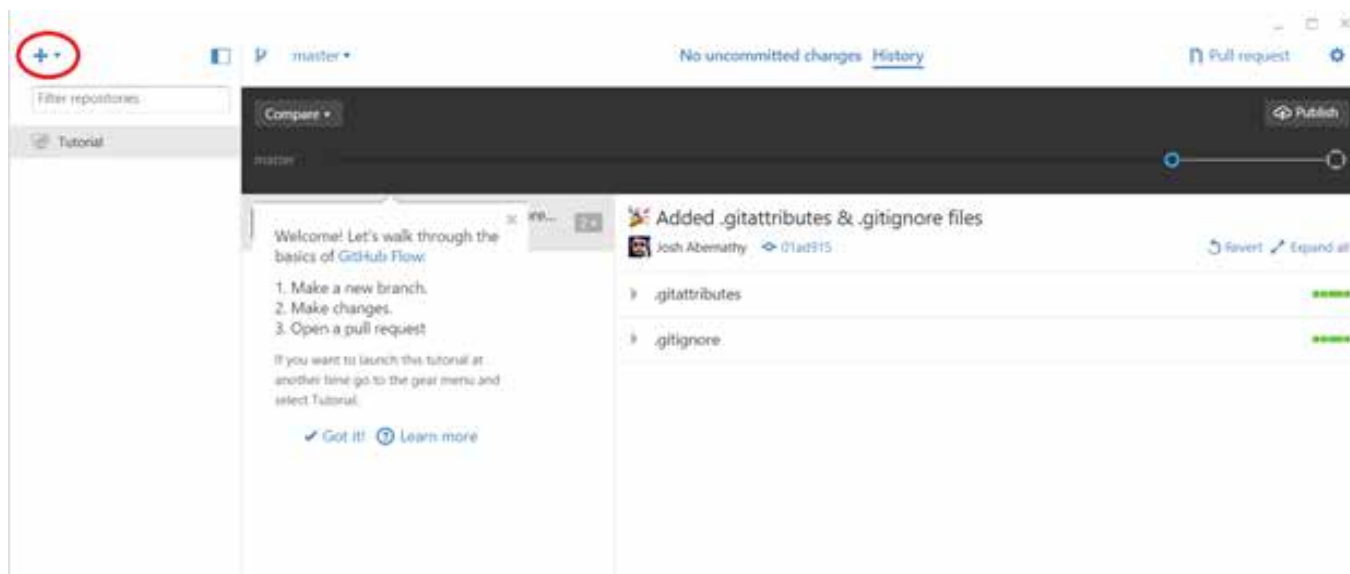 master
No uncommitted changes History
Pull request
Filter repositories
Tutorial
Compare
Publish
master
Welcome! Let's walk through the
basics of GitHub Flow:
1. Make a new branch.
2. Make changes.
3. Open a pull request
If you want to launch this tutorial at
another time go to the gear menu and
select Tutorial.
Got it! Learn more
Added .gitattributes & .gitignore files
Josh Abernathy 01ad915
Revert Expand all
.gitattributes
.gitignore